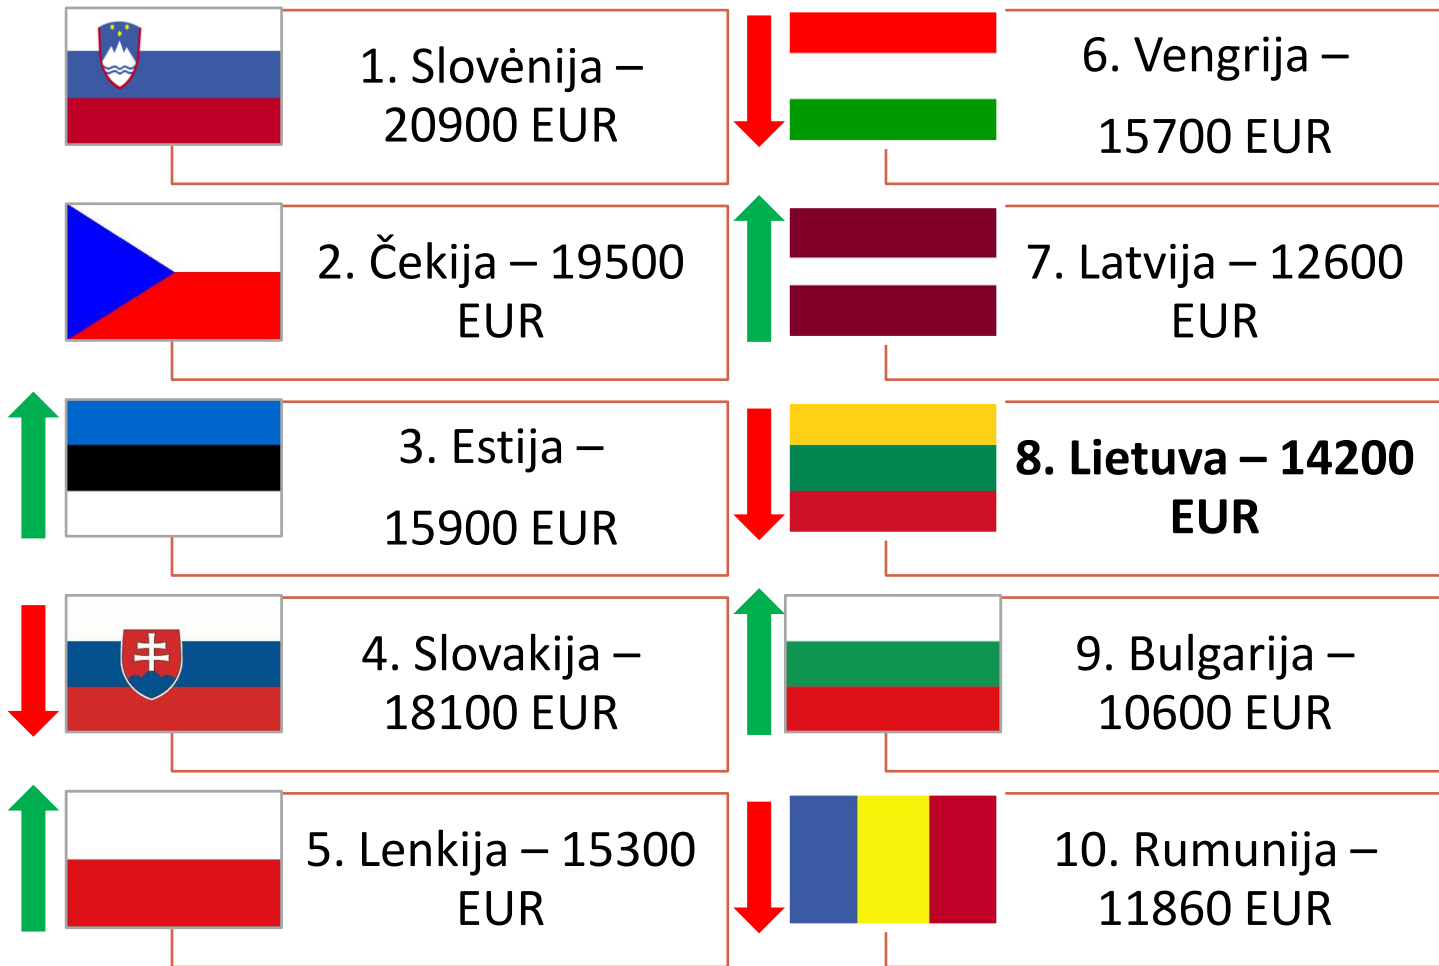 1. Slovėnija –
20900 EUR
2. Čekija – 19500
EUR
3. Estija –
15900 EUR
4. Slovakija –
18100 EUR
5. Lenkija – 15300
EUR
6. Vengrija –
15700 EUR
7. Latvija – 12600
EUR
8. Lietuva – 14200
EUR
9. Bulgarija –
10600 EUR
10. Rumunija –
11860 EUR